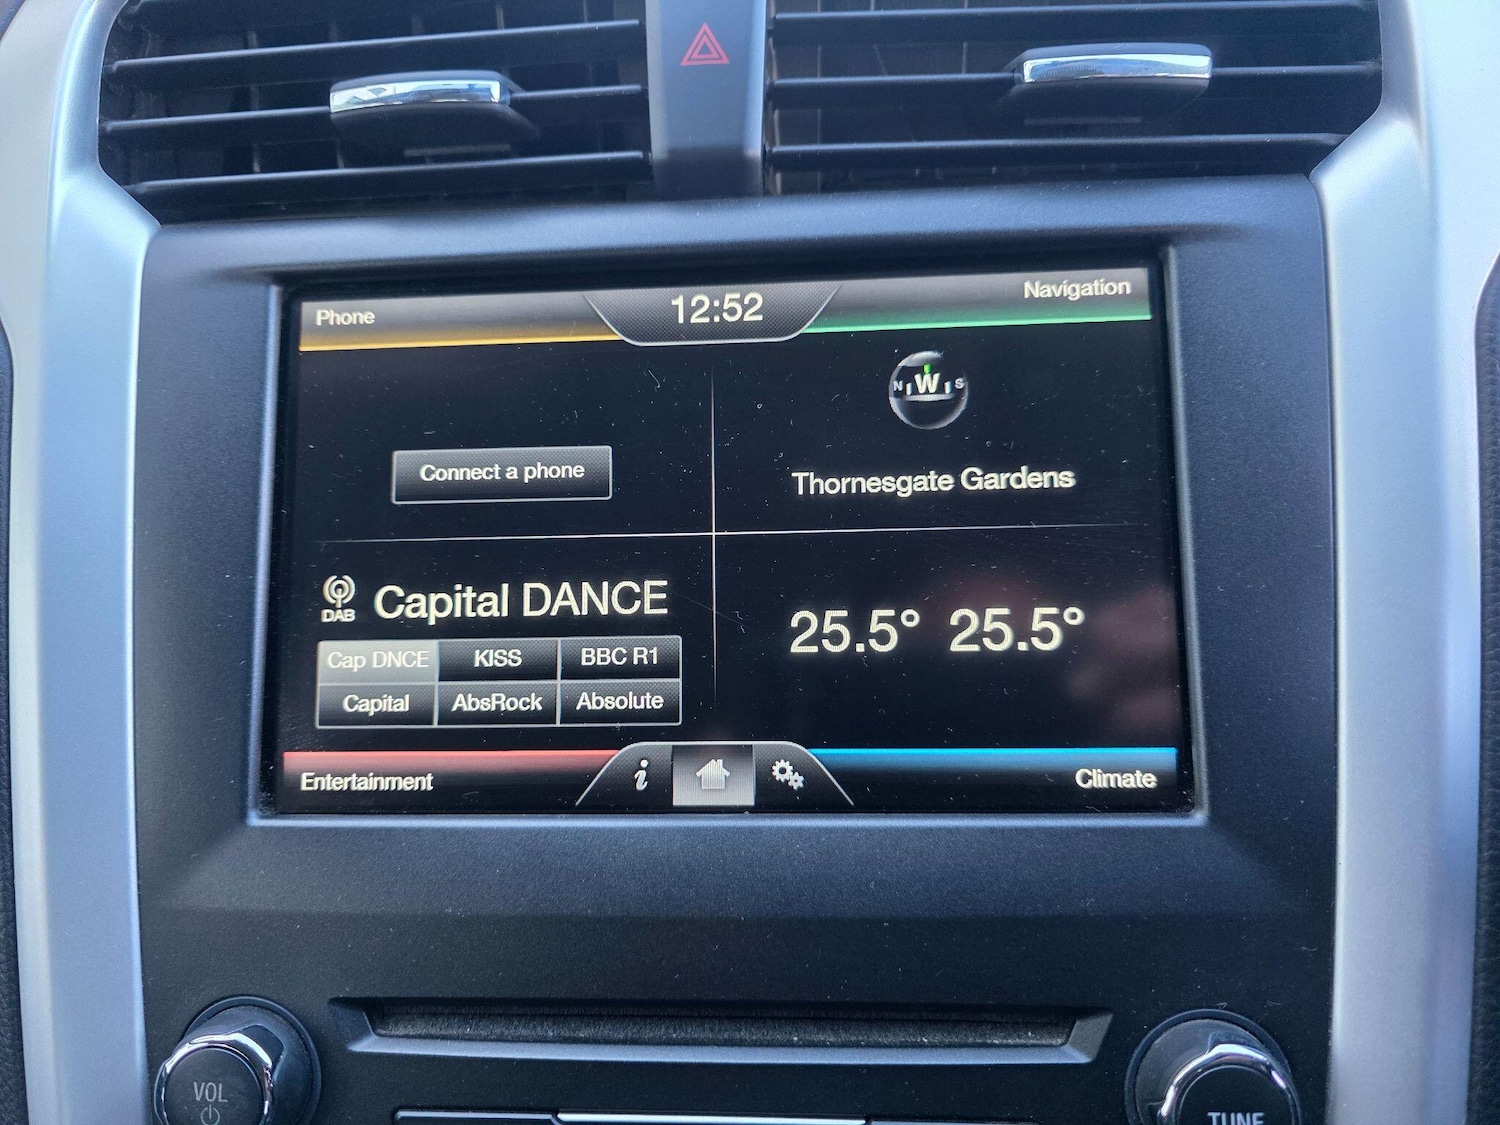 Phone
12:52
Navigation
N W S
Connect a phone
Thornesgate Gardens
DAB
Capital DANCE
25.5° 25.5°
Cap DNCE KISS BBC R1
Capital AbsRock Absolute
Entertainment
i
Climate
VOL
TUNE